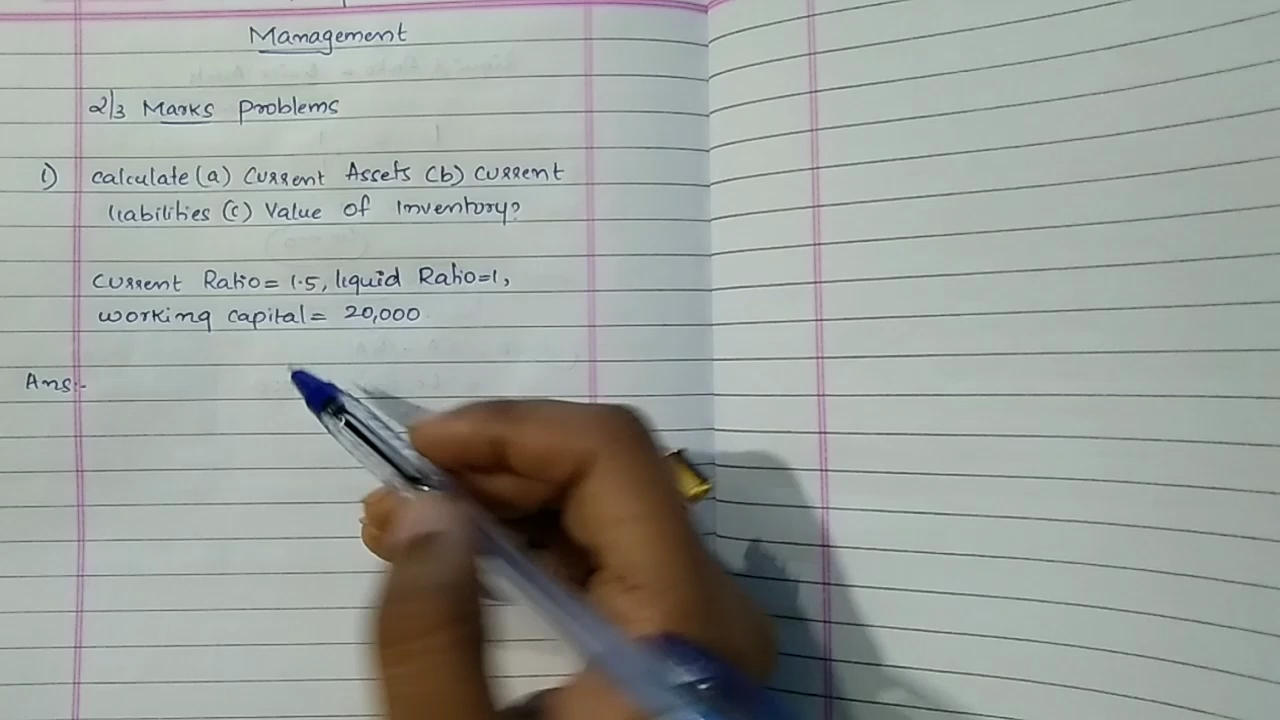 Management
2/3 Marks Problems
1) Calculate (a) Current Assets (b) Current
liabilities (c) Value of Inventory?
Current Ratio = 1.5, liquid Ratio=1,
working capital = 20,000
Ans:-